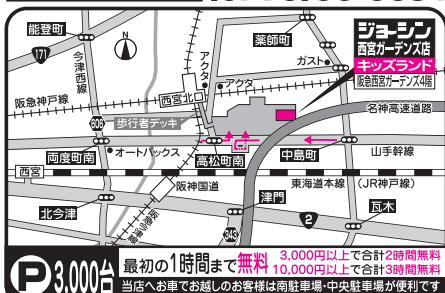 能登町
薬師町
ジョーシン
西宮ガーデンズ店
キッズランド
阪急西宮ガーデンズ4階
171
N
今津西線
アクタ
アクタ
ガスト
阪急神戸線
西宮北口
名神高速道路
606
歩行者デッキ
両度町南
オートバックス
高松町南
中島町
山手幹線
西宮
阪神国道
東海道本線
(JR神戸線)
北今津
阪急今津線
津門
瓦木
2
343
P 3,000台
最初の1時間まで無料
3,000円以上で合計2時間無料
10,000円以上で合計3時間無料
当店へお車でお越しのお客様は南駐車場・中央駐車場が便利です